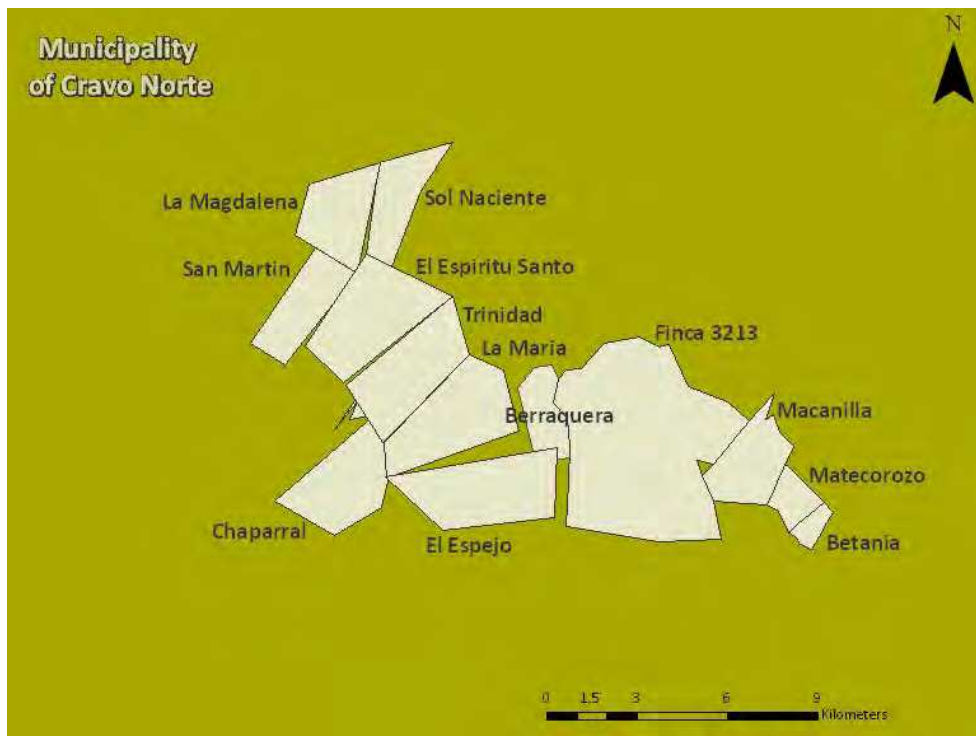 Municipality
of Cravo Norte
N
La Magdalena
Sol Naciente
San Martin
El Espiritu Santo
Trinidad
La Maria
Finca 3213
Berraquera
Macanilla
Matecorozo
Chaparral
El Espejo
Betania
0 1.5 3 6 9
Kilometers